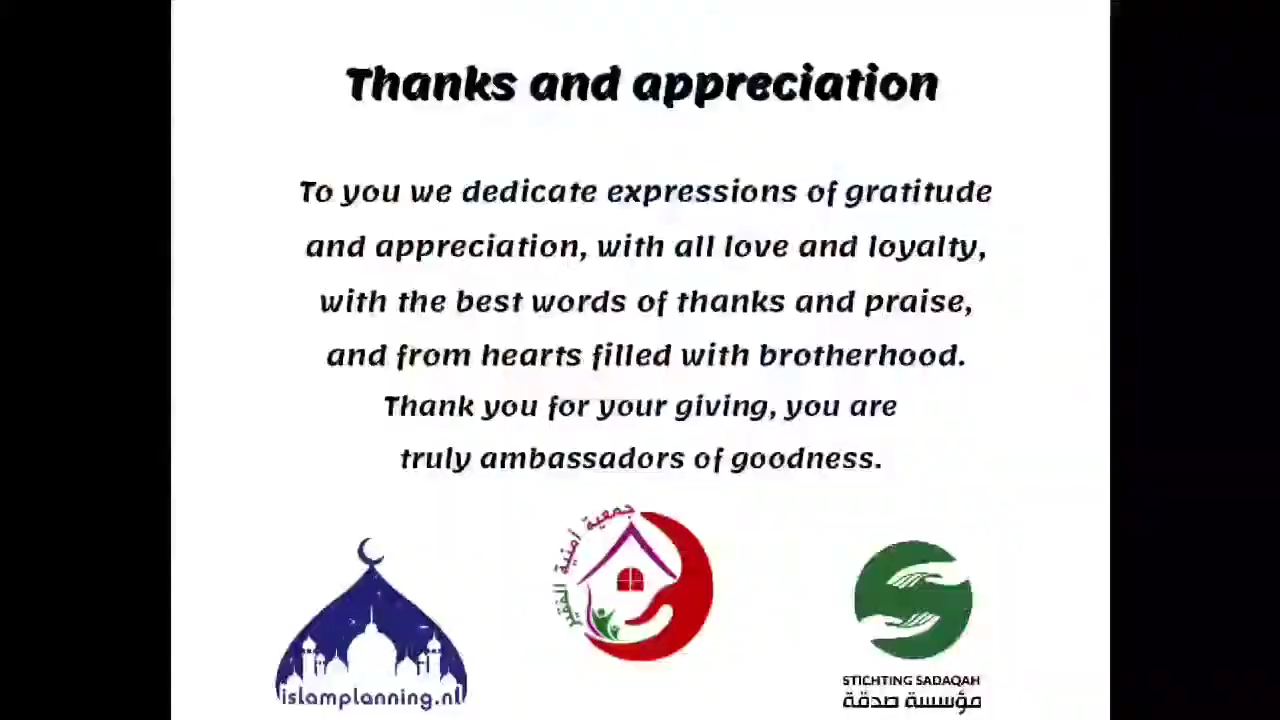 Thanks and appreciation
To you we dedicate expressions of gratitude
and appreciation, with all love and loyalty,
with the best words of thanks and praise,
and from hearts filled with brotherhood.
Thank you for your giving, you are
truly ambassadors of goodness.
جمعية أمنية الفقير
islamplanning.nl
STICHTING SADAQAH
مؤسسة صدقة